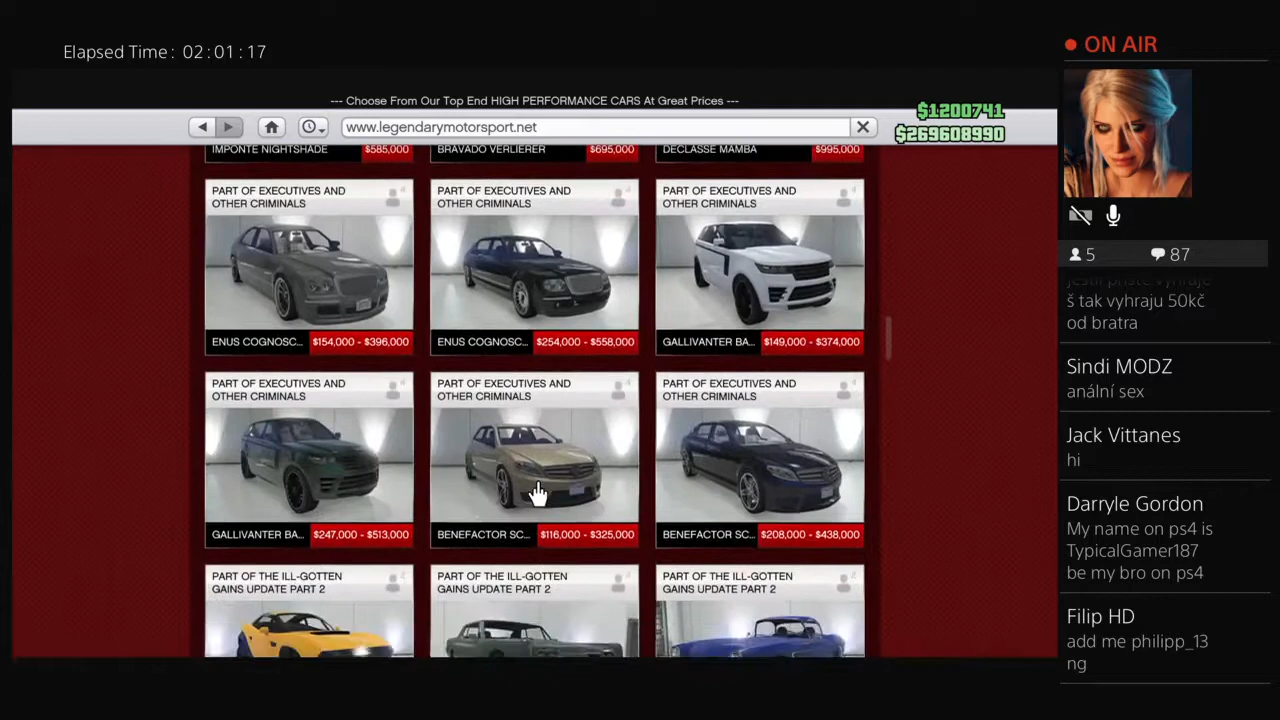 Elapsed Time: 02:01:17
ON AIR
--- Choose From Our Top End HIGH PERFORMANCE CARS At Great Prices ---
www.legendarymotorsport.net
$1200741
$269608990
IMPONTE NIGHTSHADE $585,000
BRAVADO VERLIERER $695,000
DECLASSE MAMBA $995,000
PART OF EXECUTIVES AND
OTHER CRIMINALS
ENUS COGNOSC... $154,000 - $396,000
PART OF EXECUTIVES AND
OTHER CRIMINALS
ENUS COGNOSC... $254,000 - $558,000
PART OF EXECUTIVES AND
OTHER CRIMINALS
GALLIVANTER BA... $149,000 - $374,000
PART OF EXECUTIVES AND
OTHER CRIMINALS
GALLIVANTER BA... $247,000 - $513,000
PART OF EXECUTIVES AND
OTHER CRIMINALS
BENEFACTOR SC... $116,000 - $325,000
PART OF EXECUTIVES AND
OTHER CRIMINALS
BENEFACTOR SC... $208,000 - $438,000
PART OF THE ILL-GOTTEN
GAINS UPDATE PART 2
PART OF THE ILL-GOTTEN
GAINS UPDATE PART 2
PART OF THE ILL-GOTTEN
GAINS UPDATE PART 2
5 87
š tak vyhraju 50kč
od bratra
Sindi MODZ
anální sex
Jack Vittanes
hi
Darryle Gordon
My name on ps4 is
TypicalGamer187
be my bro on ps4
Filip HD
add me philipp_13
ng